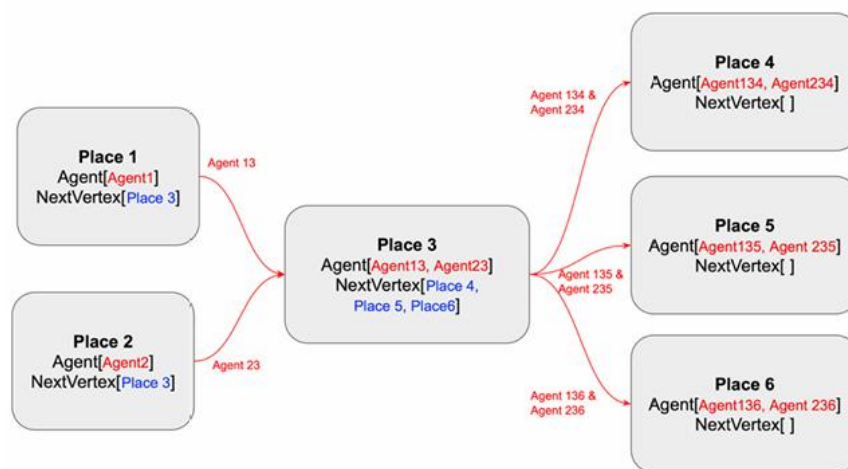 Place 1
Agent[Agent1]
NextVertex[Place 3]
Agent 13
Place 2
Agent[Agent2]
NextVertex[Place 3]
Agent 23
Place 3
Agent[Agent13, Agent23]
NextVertex[Place 4,
Place 5, Place6]
Agent 134 &
Agent 234
Agent 135 &
Agent 235
Agent 136 &
Agent 236
Place 4
Agent[Agent134, Agent234]
NextVertex[ ]
Place 5
Agent[Agent135, Agent 235]
NextVertex[ ]
Place 6
Agent[Agent136, Agent 236]
NextVertex[ ]